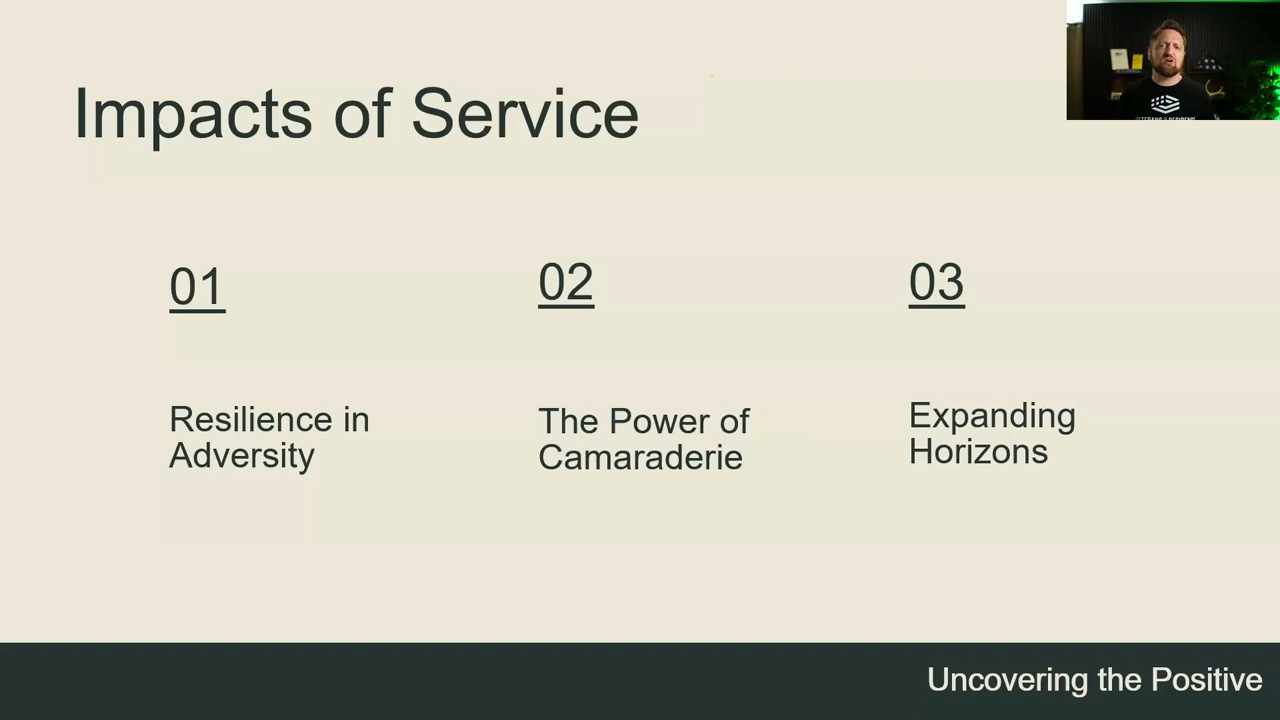 Impacts of Service
01
02
03
Resilience in
Adversity
The Power of
Camaraderie
Expanding
Horizons
Uncovering the Positive